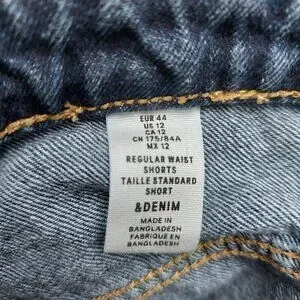 EUR 44
US 12
CA 12
CN 175/84A
MX 12
REGULAR WAIST
SHORTS
TAILLE STANDARD
SHORT
&DENIM
MADE IN
BANGLADESH
FABRIQUE EN
BANGLADESH